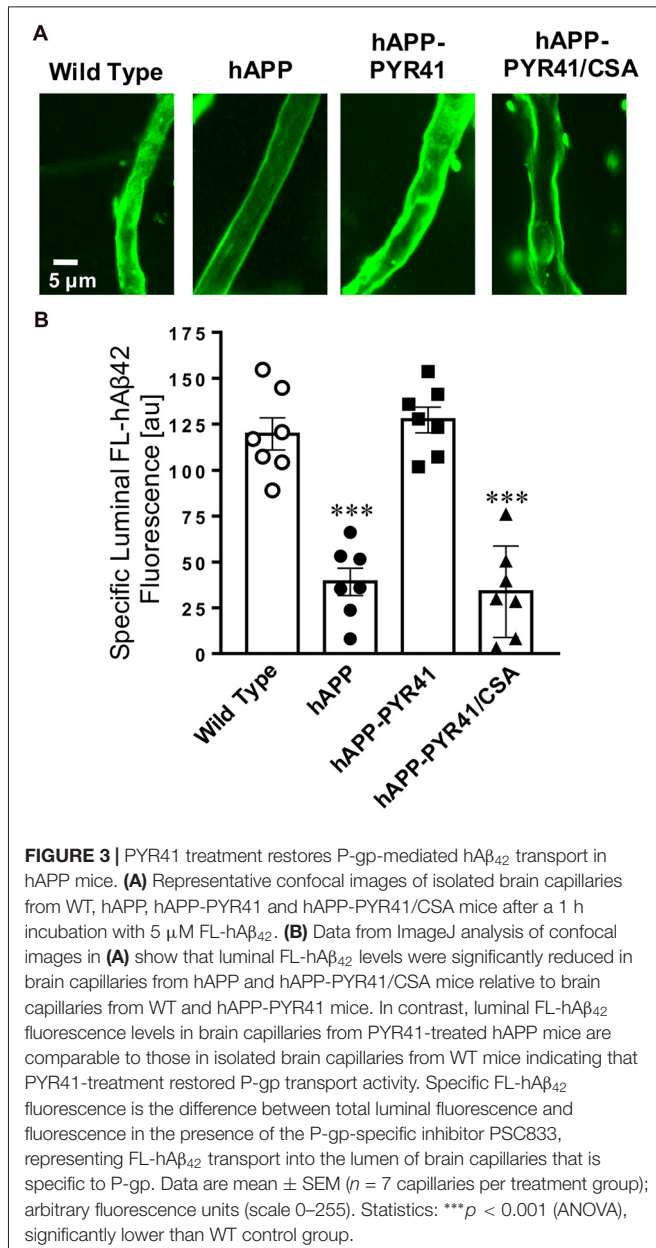 A
Wild Type
hAPP
hAPP-
PYR41
hAPP-
PYR41/CSA
5 µm
B
Specific Luminal FL-hAβ42
Fluorescence [au]
175
150
125
100
75
50
25
0
***
***
Wild Type
hAPP
hAPP-PYR41
hAPP-PYR41/CSA
FIGURE 3 | PYR41 treatment restores P-gp-mediated hAβ₄₂ transport in
hAPP mice. (A) Representative confocal images of isolated brain capillaries
from WT, hAPP, hAPP-PYR41 and hAPP-PYR41/CSA mice after a 1 h
incubation with 5 μM FL-hAβ₄₂. (B) Data from ImageJ analysis of confocal
images in (A) show that luminal FL-hAβ₄₂ levels were significantly reduced in
brain capillaries from hAPP and hAPP-PYR41/CSA mice relative to brain
capillaries from WT and hAPP-PYR41 mice. In contrast, luminal FL-hAβ₄₂
fluorescence levels in brain capillaries from PYR41-treated hAPP mice are
comparable to those in isolated brain capillaries from WT mice indicating that
PYR41-treatment restored P-gp transport activity. Specific FL-hAβ₄₂
fluorescence is the difference between total luminal fluorescence and
fluorescence in the presence of the P-gp-specific inhibitor PSC833,
representing FL-hAβ₄₂ transport into the lumen of brain capillaries that is
specific to P-gp. Data are mean ± SEM (n = 7 capillaries per treatment group);
arbitrary fluorescence units (scale 0–255). Statistics: ***p < 0.001 (ANOVA),
significantly lower than WT control group.